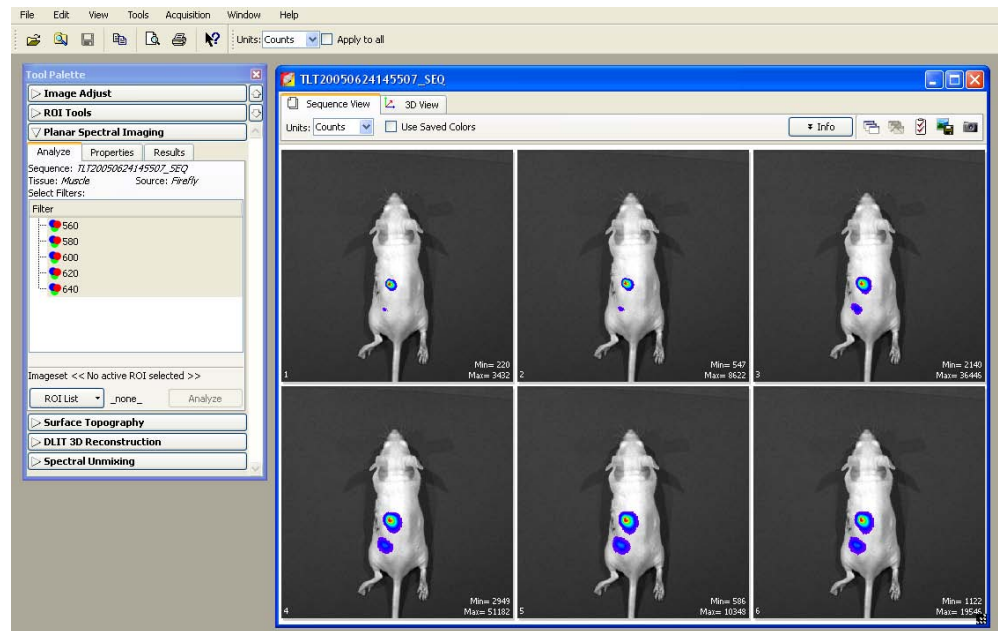 File Edit View Tools Acquisition Window Help
Units: Counts Apply to all
Tool Palette
Image Adjust
ROI Tools
Planar Spectral Imaging
Analyze Properties Results
Sequence: TLT20050624145507_SEQ
Tissue: Muscle Source: Firefly
Select Filters:
Filter
560
580
600
620
640
Imageset << No active ROI selected >>
ROI List _none_ Analyze
Surface Topography
DLIT 3D Reconstruction
Spectral Unmixing
TLT20050624145507_SEQ
Sequence View 3D View
Units: Counts Use Saved Colors Info
Min= 220
1 Max= 3432
Min= 547
2 Max= 8622
Min= 2140
3 Max= 36446
Min= 2949
4 Max= 51182
Min= 586
5 Max= 10348
Min= 1122
6 Max= 19546